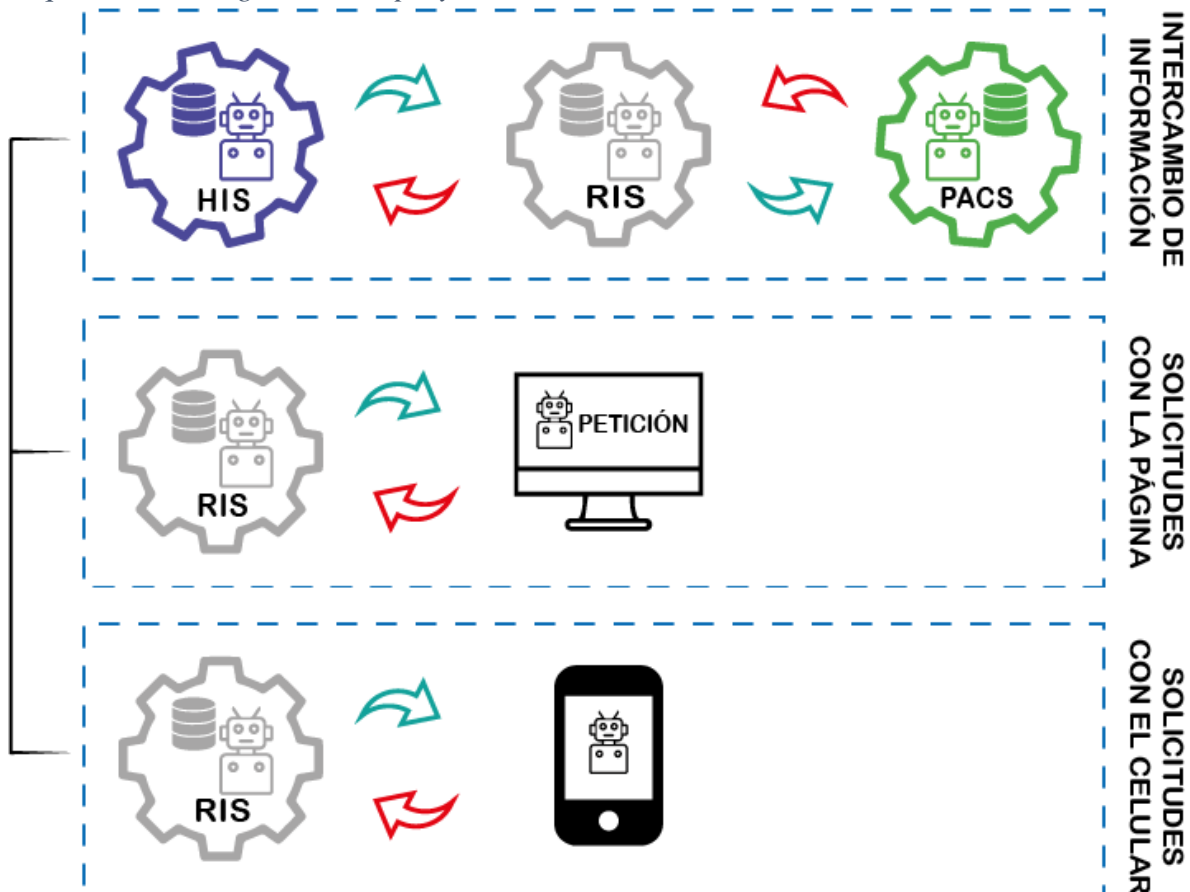 HIS
RIS
PACS
INTERCAMBIO DE
INFORMACIÓN
RIS
PETICIÓN
SOLICITUDES
CON LA PÁGINA
RIS
SOLICITUDES
CON EL CELULAR